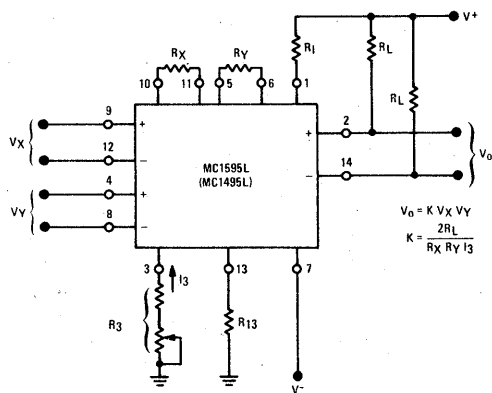 V+
RX
RY
R1
RL
RL
10
11
5
6
1
9
+
2
VX
12
−
MC1595L
(MC1495L)
+
−
14
Vo
VY
4
+
8
−
Vo = K VX VY
K = 2RL
RX RY I3
3
I3
13
7
R3
R13
V-